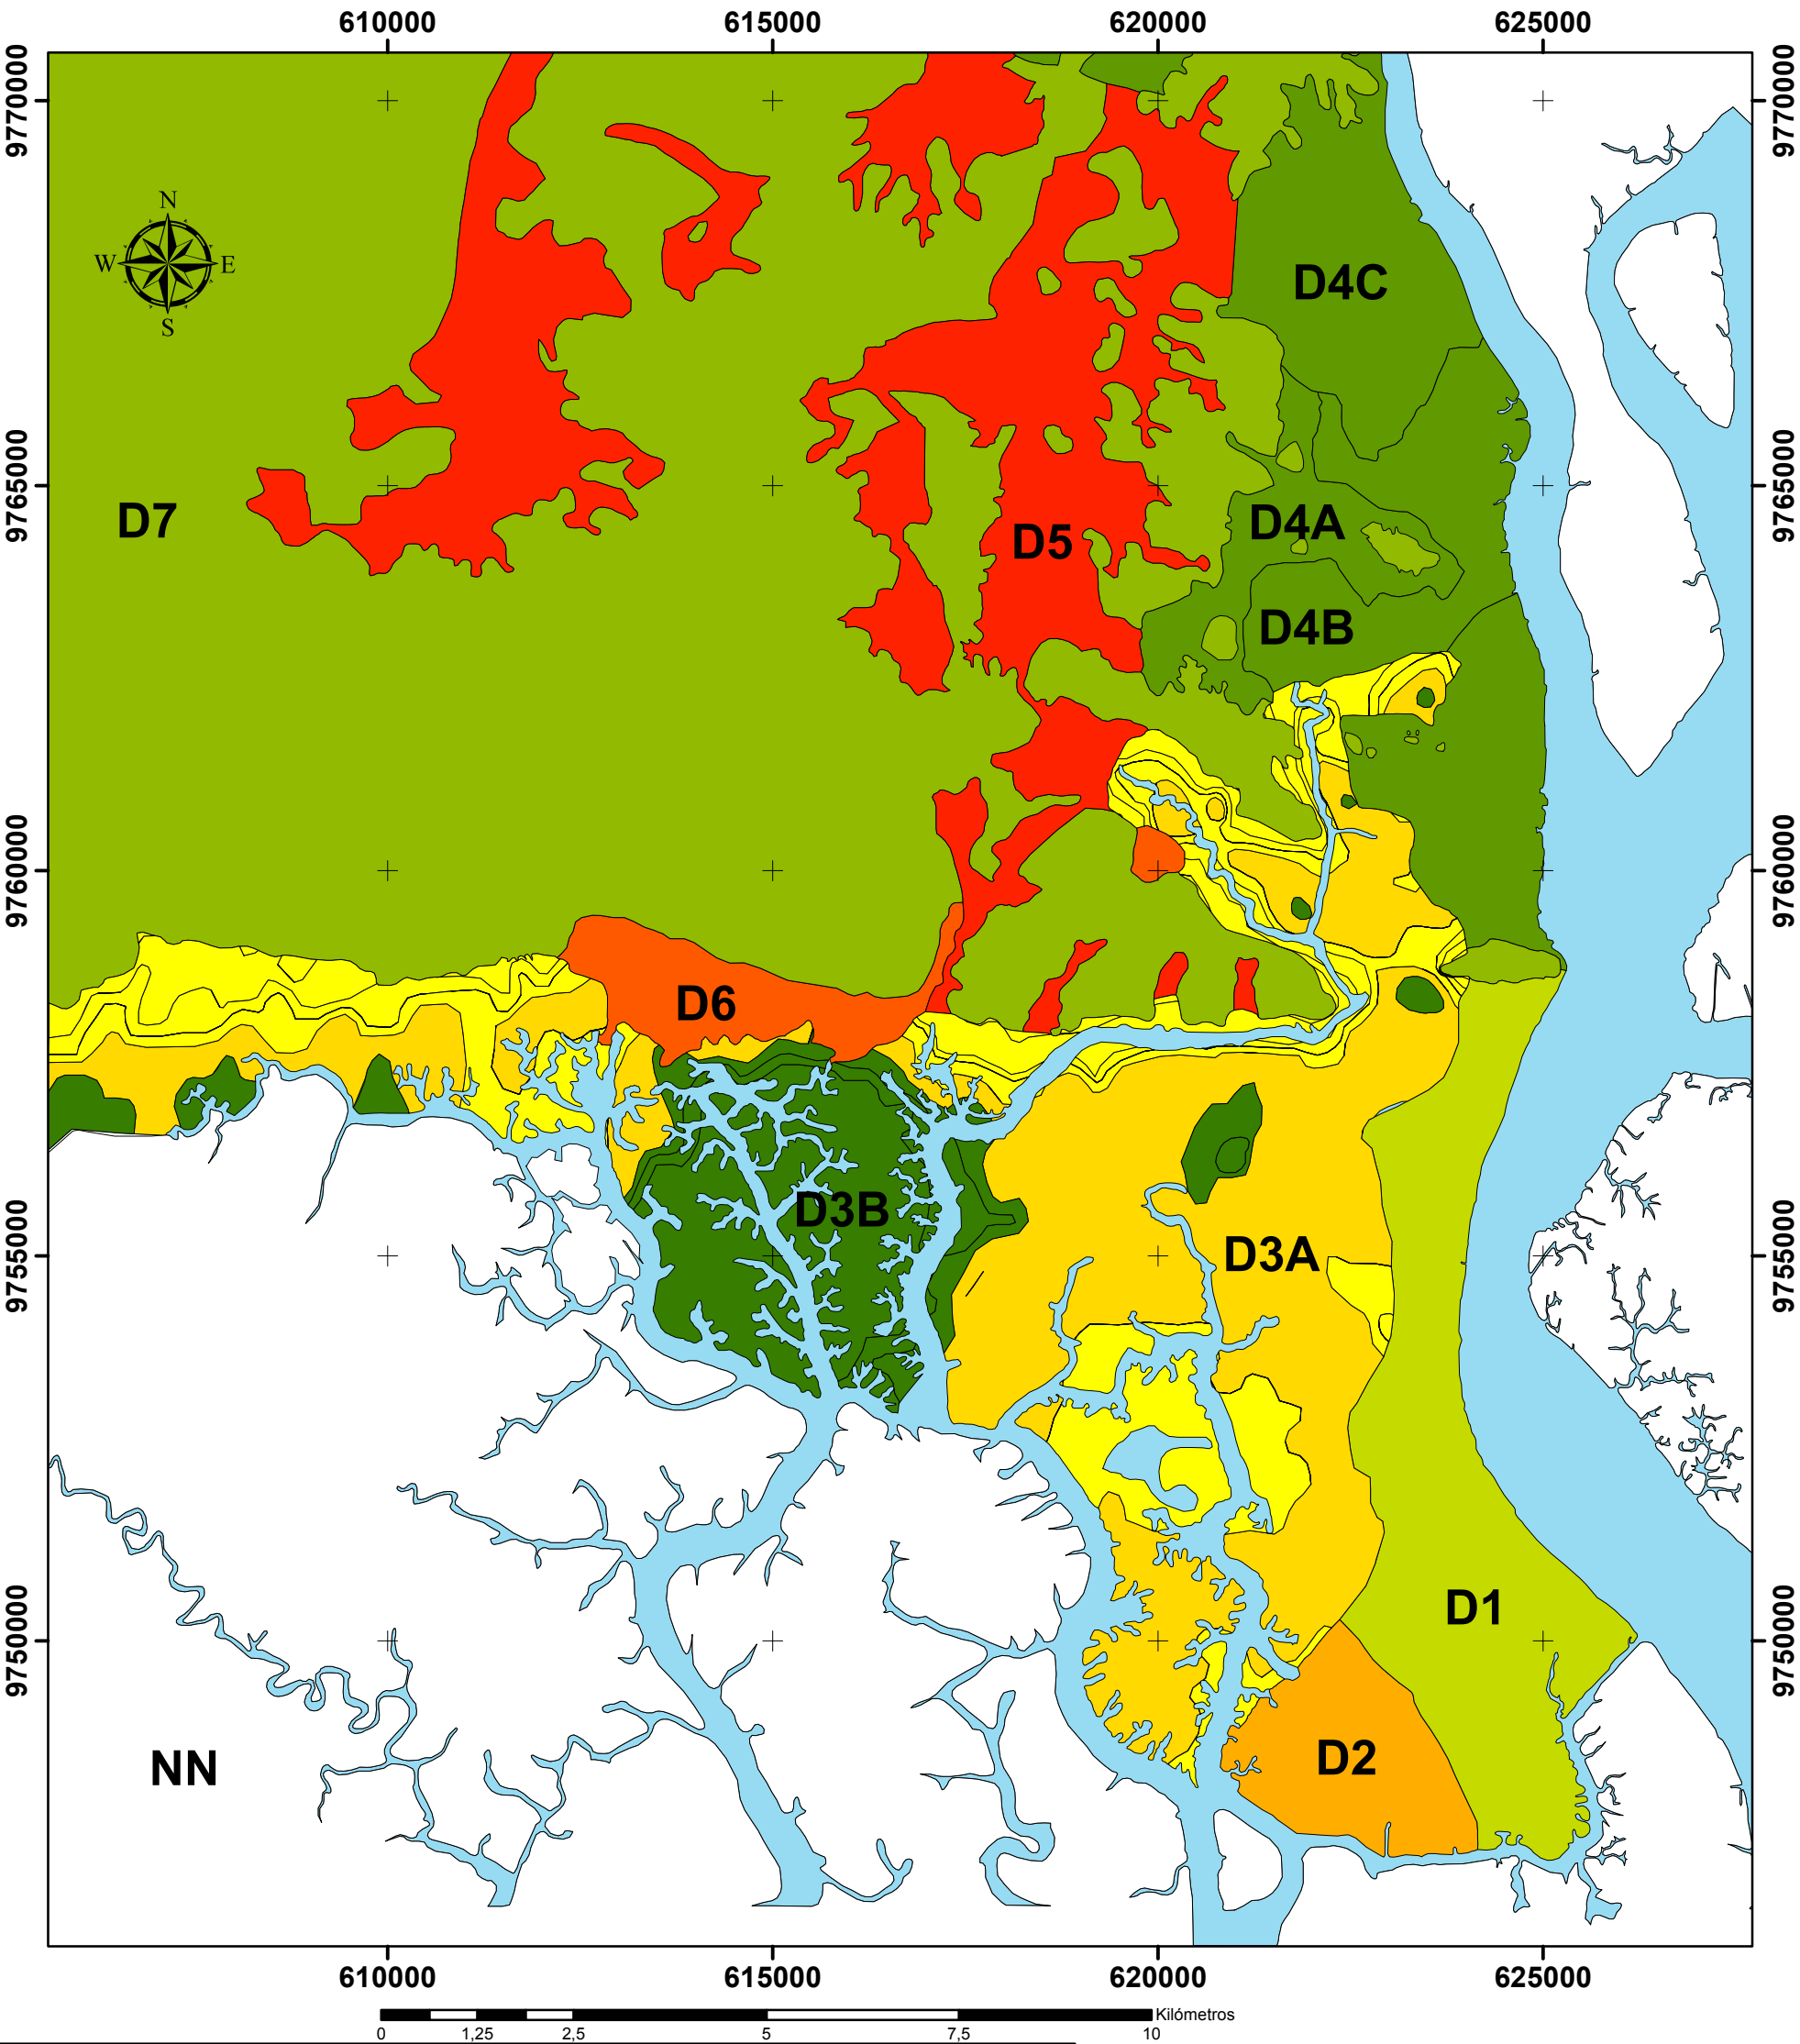 610000 615000 620000 625000
9770000 9770000
N
W E
S
D4C
9765000 9765000
D7 D5 D4A
D4B
9760000 9760000
D6
D3B
D3A
9755000 9755000
D1
9750000 9750000
NN D2
610000 615000 620000 625000
Kilómetros
0 1,25 2,5 5 7,5 10